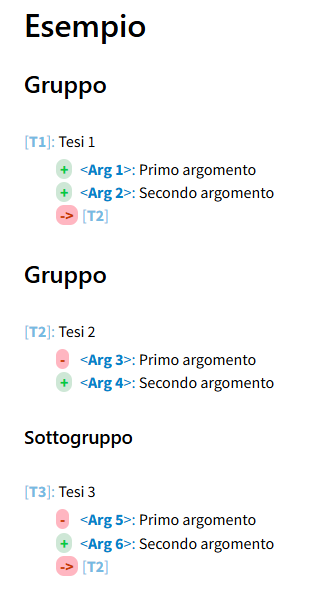 Esempio
Gruppo
[T1]: Tesi 1
+ <Arg 1>: Primo argomento
+ <Arg 2>: Secondo argomento
-> [T2]
Gruppo
[T2]: Tesi 2
- <Arg 3>: Primo argomento
+ <Arg 4>: Secondo argomento
Sottogruppo
[T3]: Tesi 3
- <Arg 5>: Primo argomento
+ <Arg 6>: Secondo argomento
-> [T2]